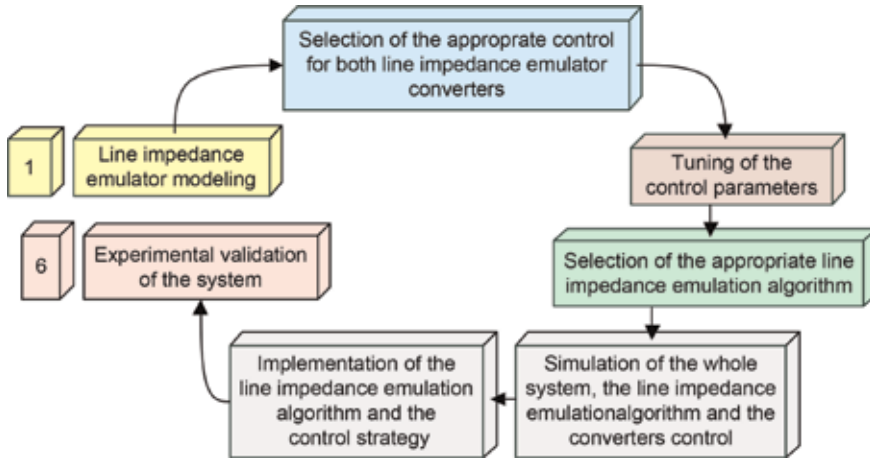 Selection of the approprate control
for both line impedance emulator
converters
1
Line impedance
emulator modeling
Tuning of the
control parameters
Selection of the appropriate line
impedance emulation algorithm
Simulation of the whole
system, the line impedance
emulationalgorithm and the
converters control
Implementation of the
line impedance emulation
algorithm and the
control strategy
6
Experimental validation
of the system